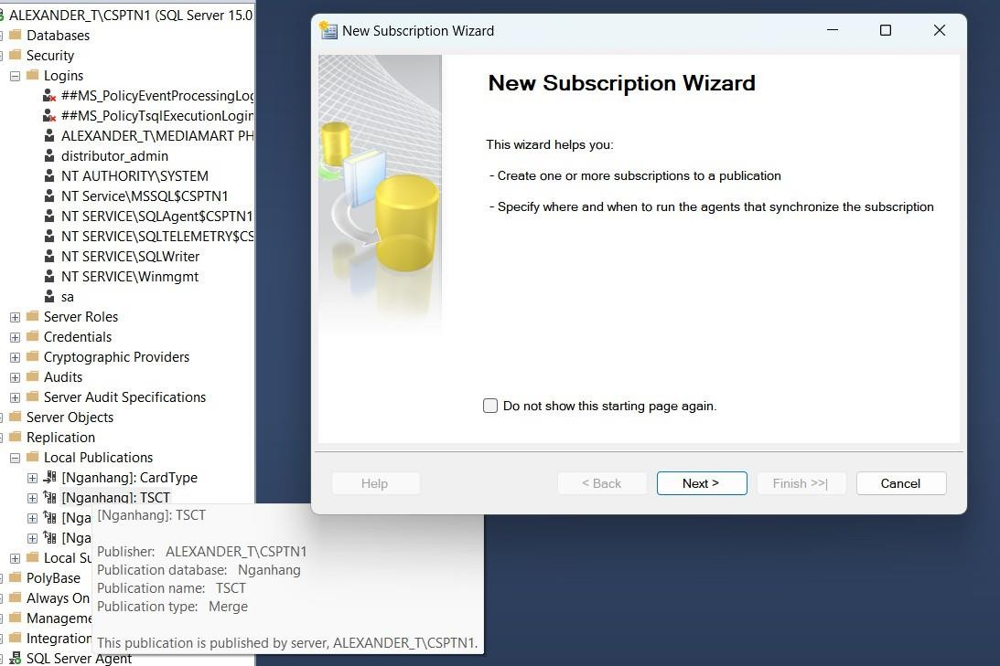 ALEXANDER_T\CSPTN1 (SQL Server 15.0
Databases
Security
Logins
##MS_PolicyEventProcessingLog
##MS_PolicyTsqlExecutionLogin
ALEXANDER_T\MEDIAMART PH
distributor_admin
NT AUTHORITY\SYSTEM
NT Service\MSSQL$CSPTN1
NT SERVICE\SQLAgent$CSPTN1
NT SERVICE\SQLTELEMETRY$CS
NT SERVICE\SQLWriter
NT SERVICE\Winmgmt
sa
Server Roles
Credentials
Cryptographic Providers
Audits
Server Audit Specifications
Server Objects
Replication
Local Publications
[Nganhang]: CardType
[Nganhang]: TSCT
[Nga
[Nga
Local Su
PolyBase
Always On
Manageme
Integration
SQL Server Agent
[Nganhang]: TSCT
Publisher: ALEXANDER_T\CSPTN1
Publication database: Nganhang
Publication name: TSCT
Publication type: Merge
This publication is published by server, ALEXANDER_T\CSPTN1.
New Subscription Wizard
New Subscription Wizard
This wizard helps you:
- Create one or more subscriptions to a publication
- Specify where and when to run the agents that synchronize the subscription
Do not show this starting page again.
Help
< Back
Next >
Finish >>|
Cancel